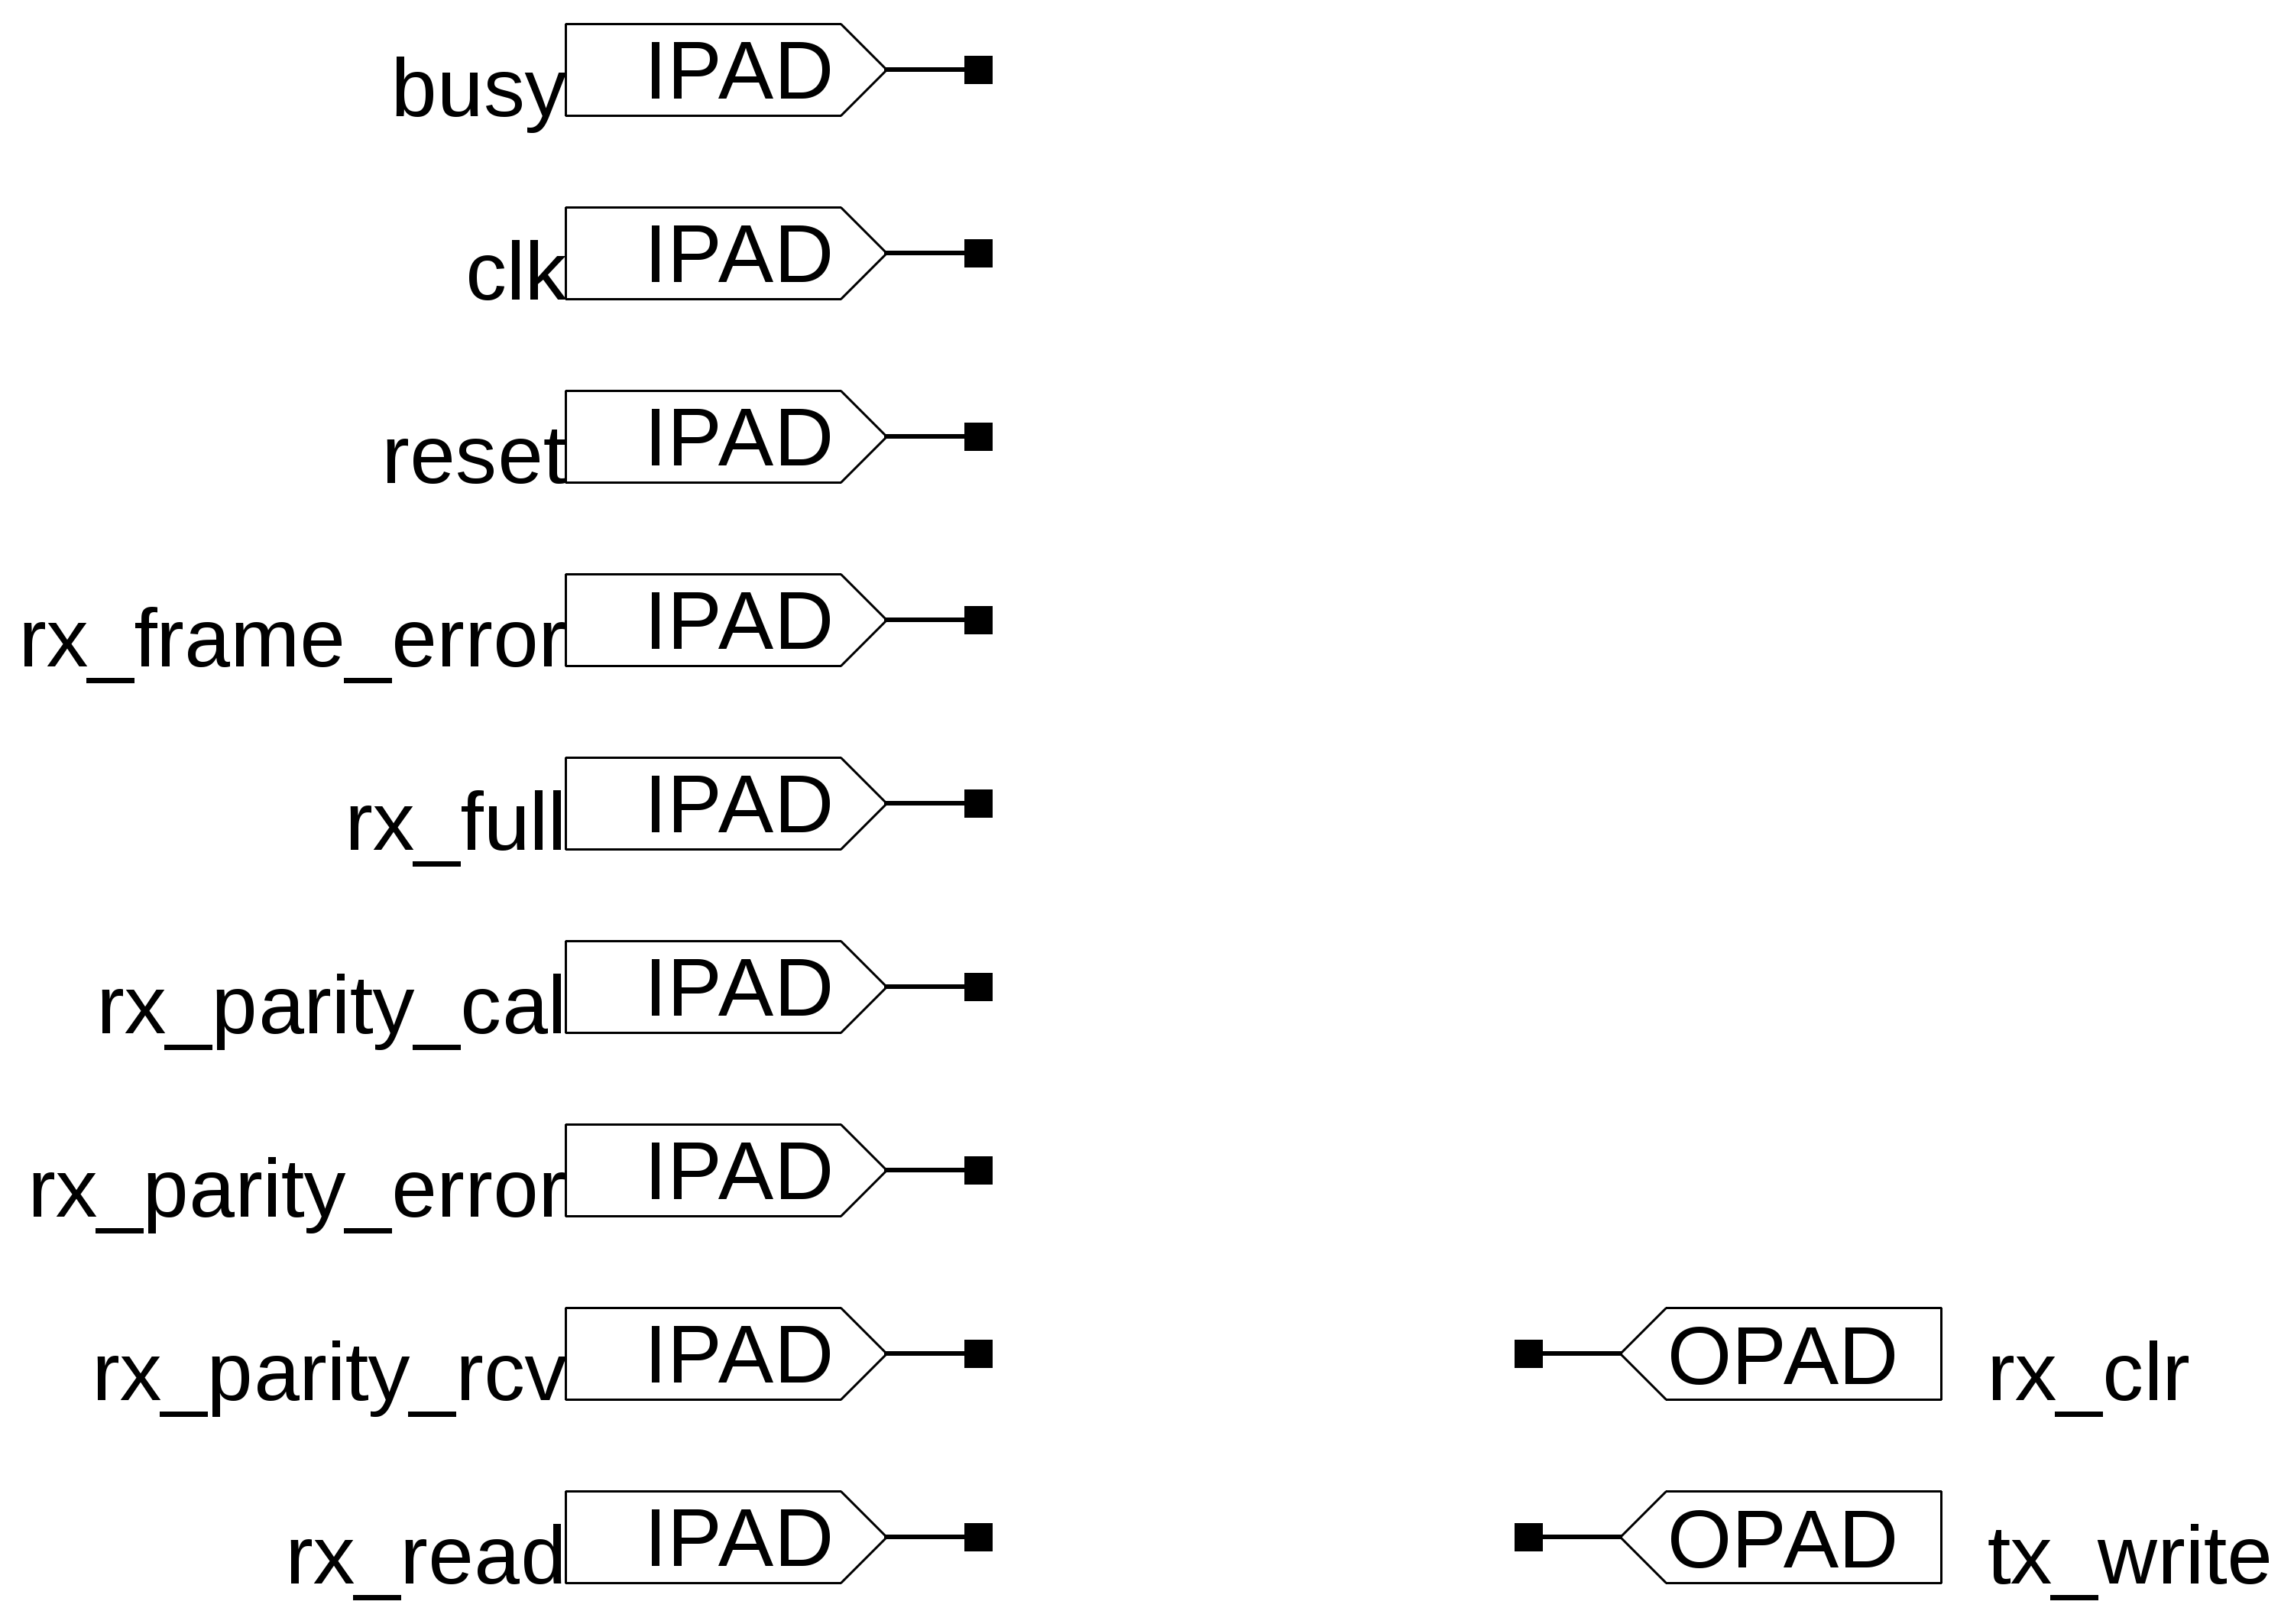 busy IPAD
clk IPAD
reset IPAD
rx_frame_error IPAD
rx_full IPAD
rx_parity_cal IPAD
rx_parity_error IPAD
rx_parity_rcv IPAD OPAD rx_clr
rx_read IPAD OPAD tx_write